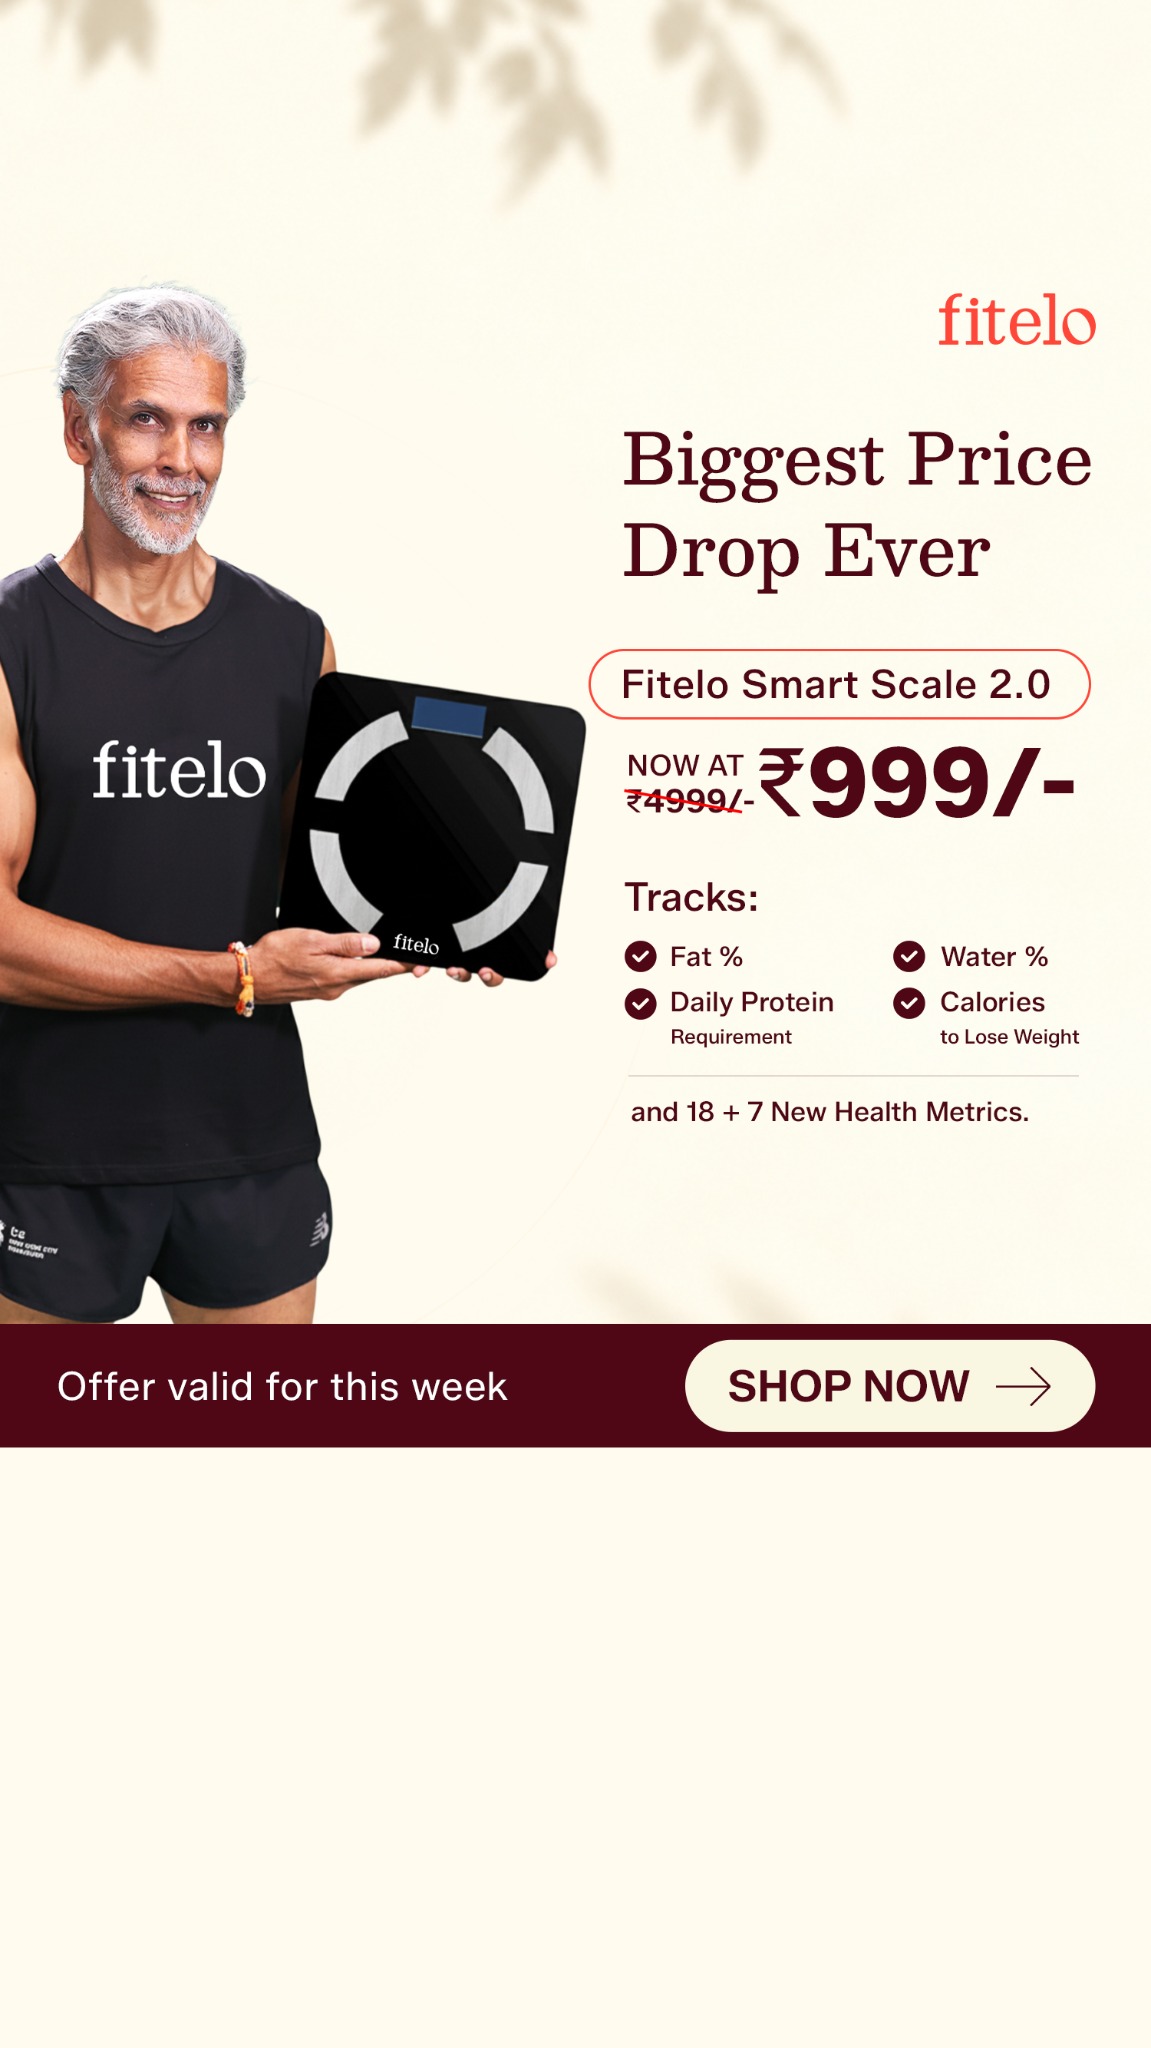 fitelo
Biggest Price
Drop Ever
Fitelo Smart Scale 2.0
NOW AT
₹4999/-
₹999/-
Tracks:
Fat %
Water %
Daily Protein
Requirement
Calories
to Lose Weight
and 18 + 7 New Health Metrics.
fitelo
fitelo
Offer valid for this week
SHOP NOW